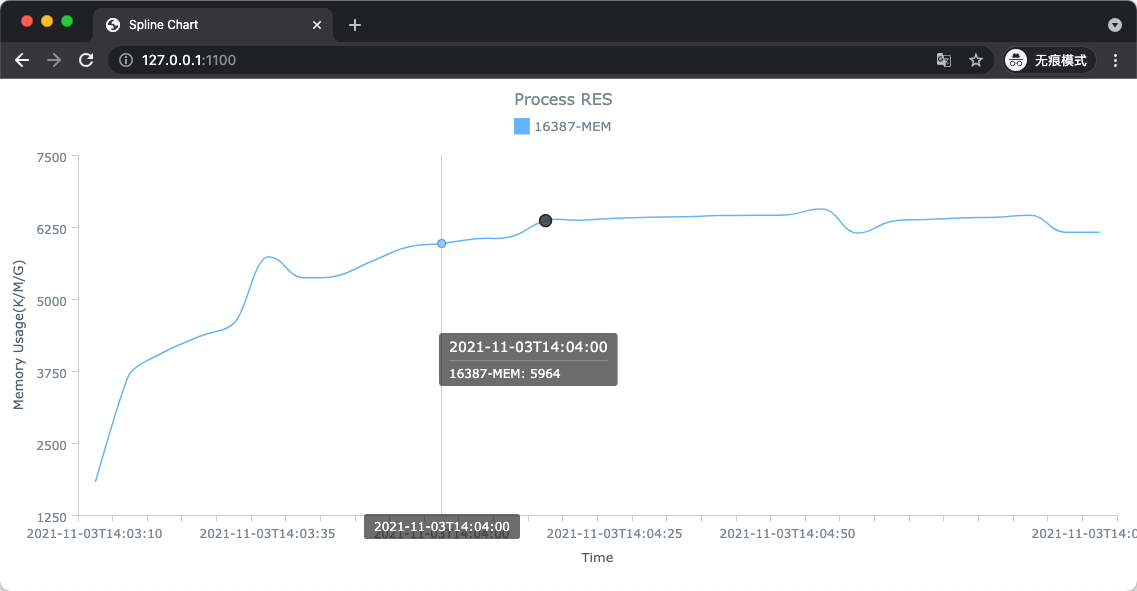 Spline Chart
127.0.0.1:1100
无痕模式
Process RES
16387-MEM
7500
6250
5000
3750
2500
1250
Memory Usage(K/M/G)
2021-11-03T14:04:00
16387-MEM: 5964
2021-11-03T14:03:10
2021-11-03T14:03:35
2021-11-03T14:04:00
2021-11-03T14:04:25
2021-11-03T14:04:50
2021-11-03T14:0
Time